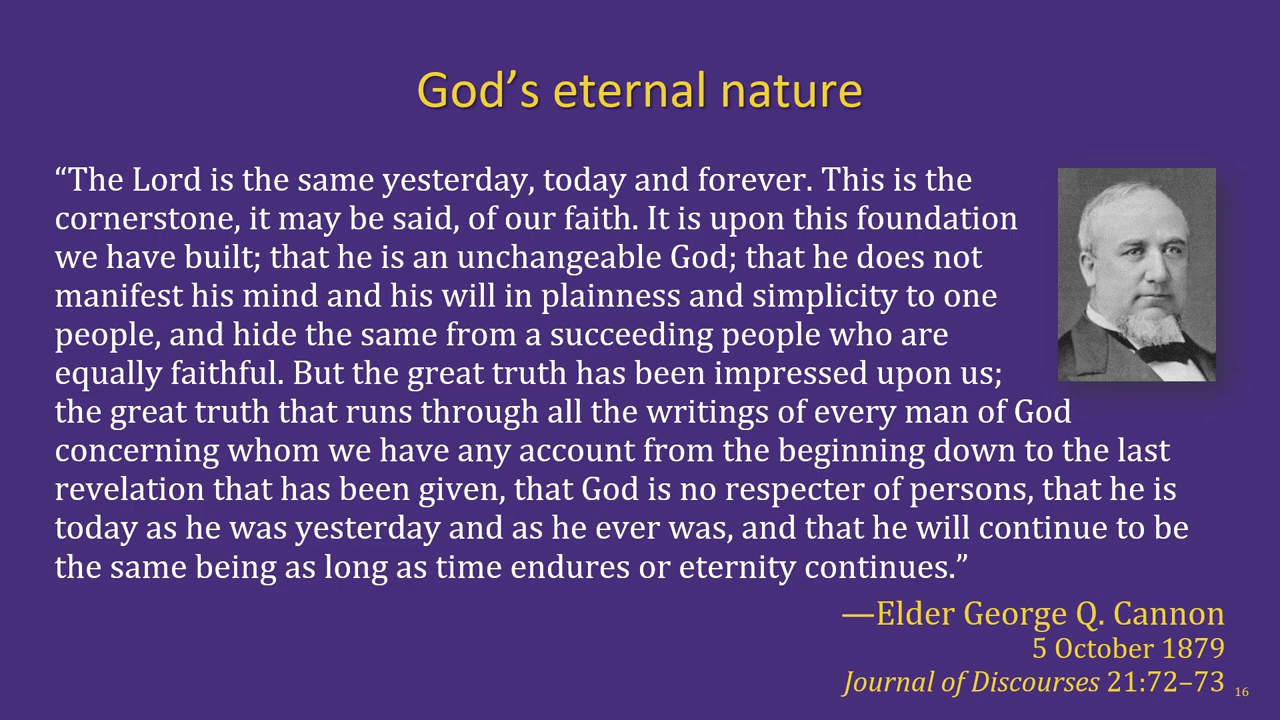 God’s eternal nature
“The Lord is the same yesterday, today and forever. This is the
cornerstone, it may be said, of our faith. It is upon this foundation
we have built; that he is an unchangeable God; that he does not
manifest his mind and his will in plainness and simplicity to one
people, and hide the same from a succeeding people who are
equally faithful. But the great truth has been impressed upon us;
the great truth that runs through all the writings of every man of God
concerning whom we have any account from the beginning down to the last
revelation that has been given, that God is no respecter of persons, that he is
today as he was yesterday and as he ever was, and that he will continue to be
the same being as long as time endures or eternity continues.”
—Elder George Q. Cannon
5 October 1879
Journal of Discourses 21:72–73
16